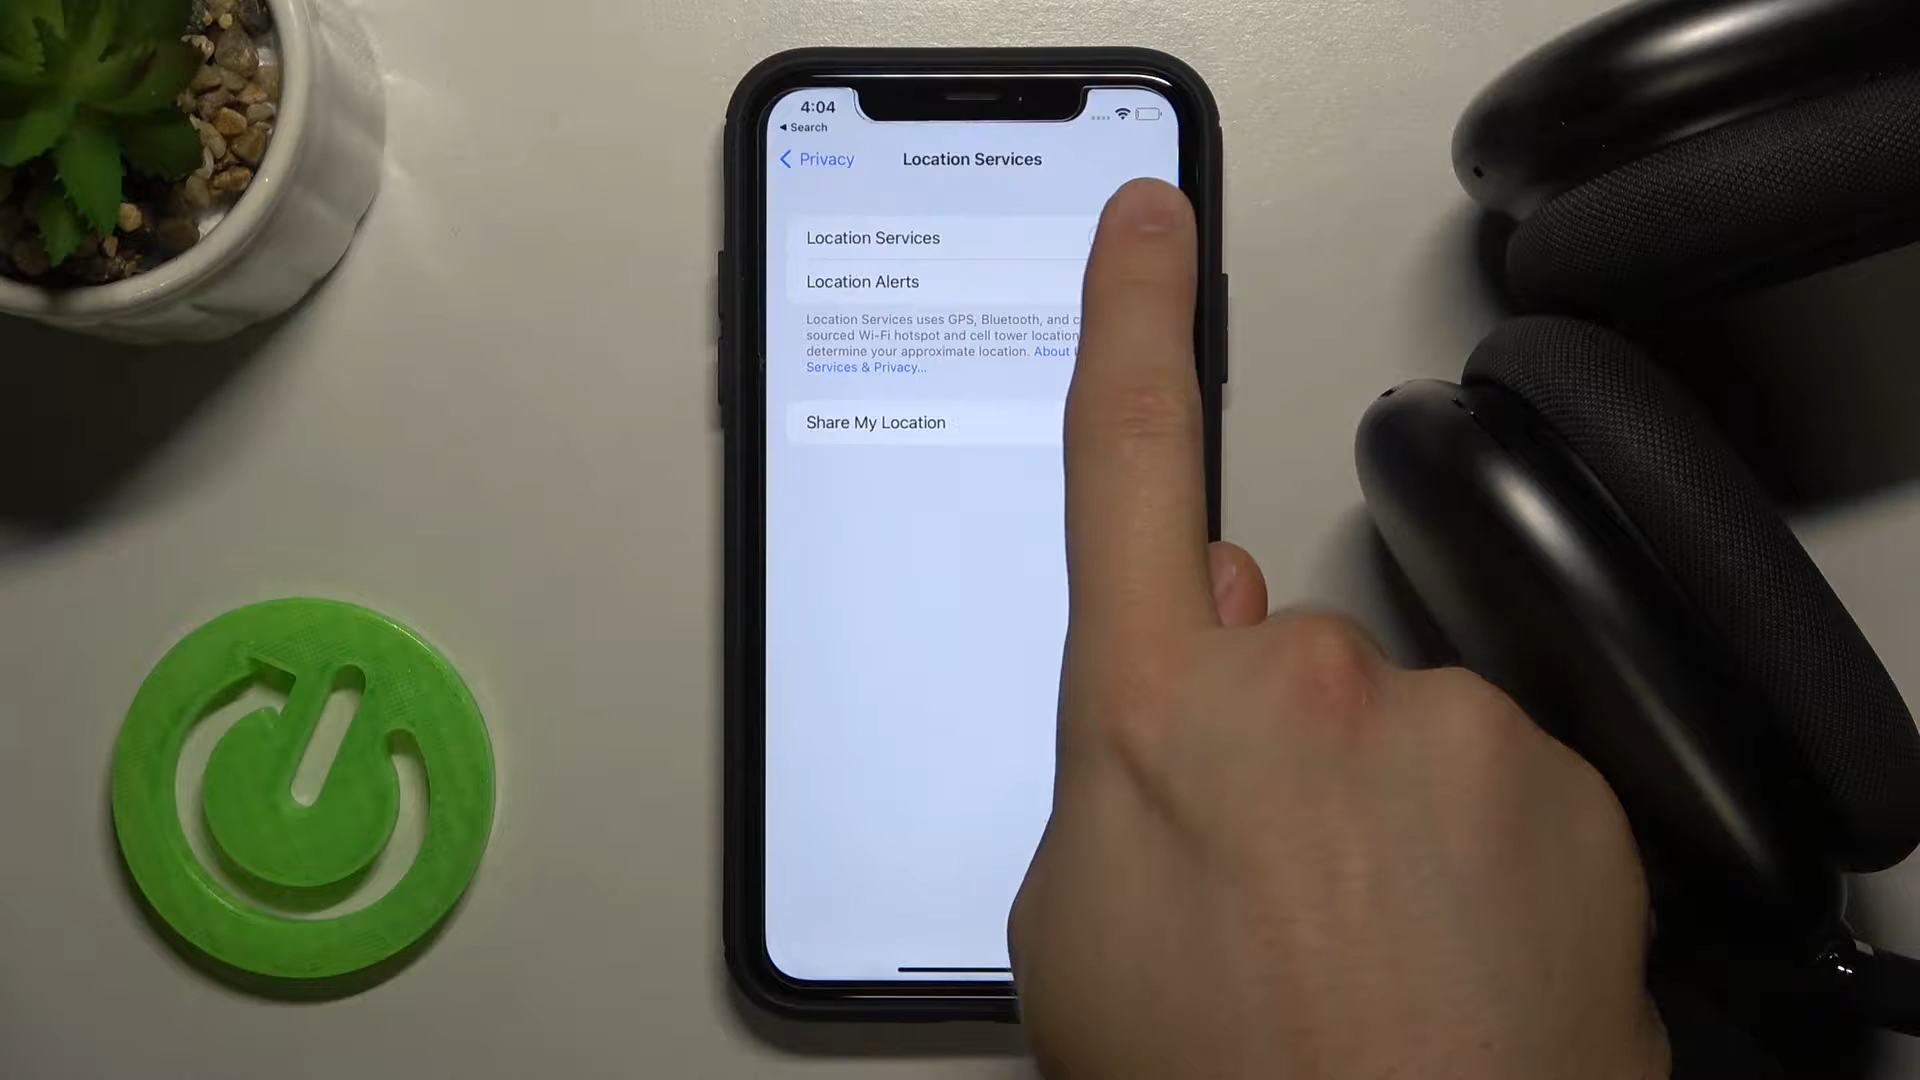 4:04
Search
Privacy
Location Services
Location Services
Location Alerts
Location Services uses GPS, Bluetooth, and
sourced Wi-Fi hotspot and cell tower location
determine your approximate location. About
Services & Privacy...
Share My Location